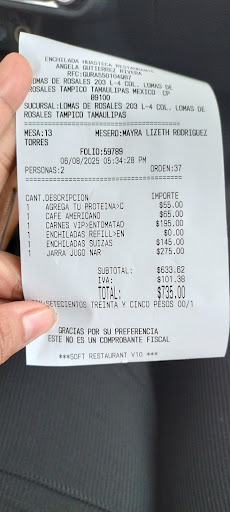 ENCHILADA HUASTECA RESTAURANTE
ANGELA GUTIERREZ RIVERA
RFC:GURA550104Q87
LOMAS DE ROSALES 203 L-4 COL. LOMAS DE
ROSALES TAMPICO TAMAULIPAS MEXICO CP
89100
SUCURSAL:LOMAS DE ROSALES 203 L-4 COL. LOMAS DE
ROSALES TAMPICO TAMAULIPAS
MESA:13 MESERO:MAYRA LIZETH RODRIGUEZ
TORRES
FOLIO:59789
06/08/2025 05:34:28 PM
PERSONAS:2 ORDEN:37
CANT.DESCRIPCION IMPORTE
1 AGREGA TU PROTEINA>C $55.00
1 CAFE AMERICANO $65.00
1 CARNES VIP>ENTOMATAD $195.00
1 ENCHILADAS REFILL>EN $0.00
1 ENCHILADAS SUIZAS $145.00
1 JARRA JUGO NAR $275.00
SUBTOTAL: $633.62
IVA: $101.38
TOTAL: $735.00
SETECIENTOS TREINTA Y CINCO PESOS 00/1
GRACIAS POR SU PREFERENCIA
ESTE NO ES UN COMPROBANTE FISCAL
***SOFT RESTAURANT V10 ***